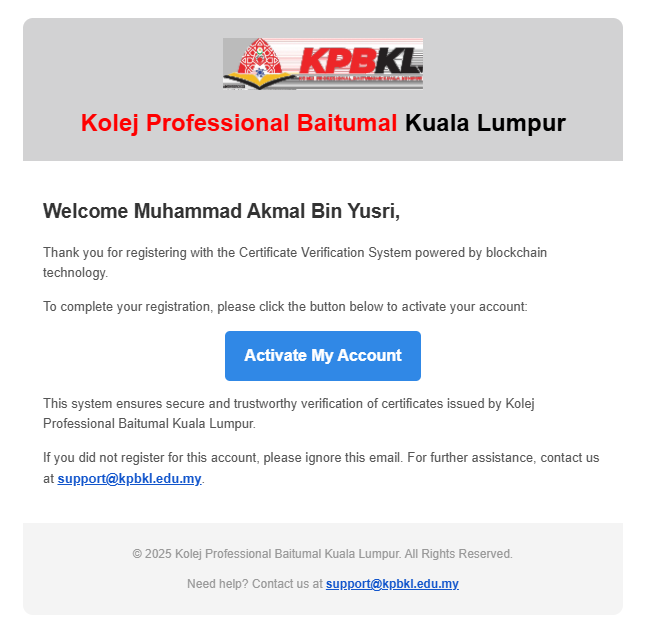 KPBKL
Kolej Professional Baitumal Kuala Lumpur
Welcome Muhammad Akmal Bin Yusri,
Thank you for registering with the Certificate Verification System powered by blockchain
technology.
To complete your registration, please click the button below to activate your account:
Activate My Account
This system ensures secure and trustworthy verification of certificates issued by Kolej
Professional Baitumal Kuala Lumpur.
If you did not register for this account, please ignore this email. For further assistance, contact us
at support@kpbkl.edu.my.
© 2025 Kolej Professional Baitumal Kuala Lumpur. All Rights Reserved.
Need help? Contact us at support@kpbkl.edu.my